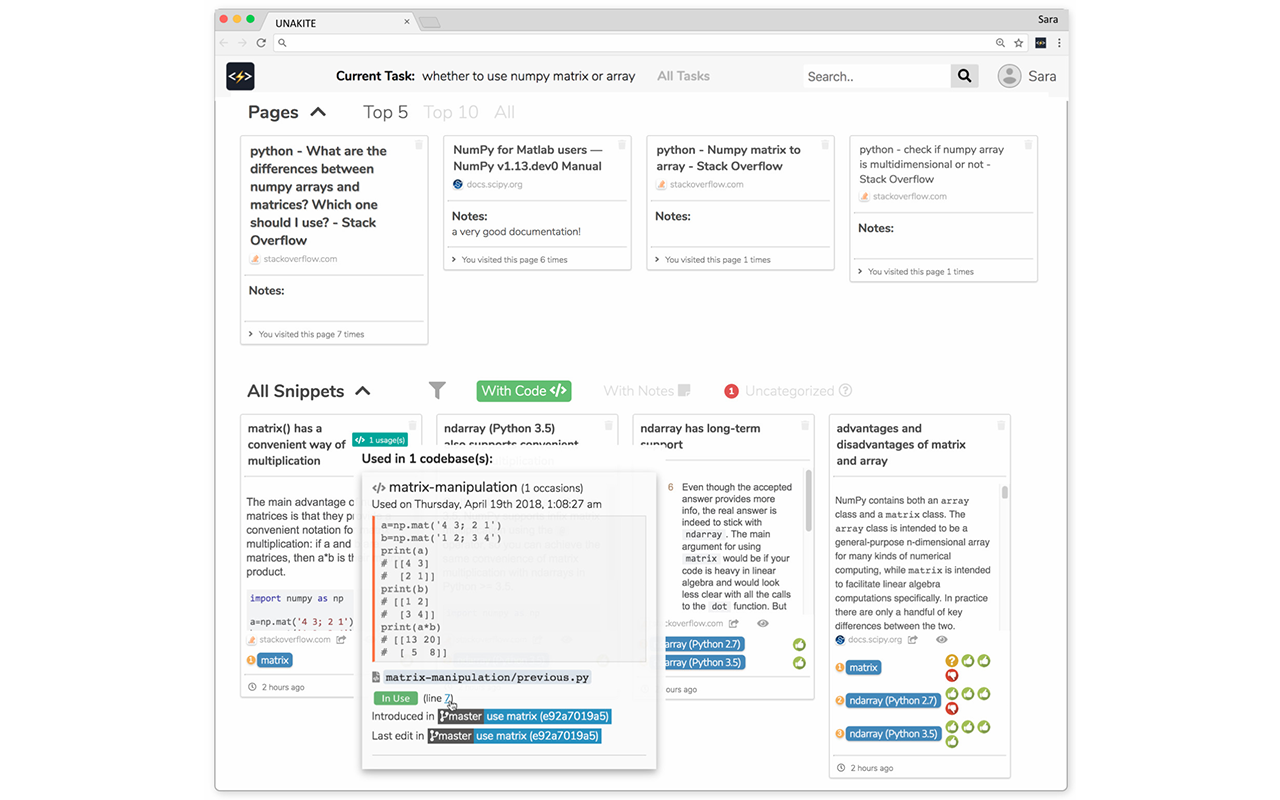 UNAKITE
Sara
Current Task: whether to use numpy matrix or array
All Tasks
Search..
Sara
Pages
Top 5
Top 10
All
python - What are the
differences between
numpy arrays and
matrices? Which one
should I use? - Stack
Overflow
stackoverflow.com
Notes:
You visited this page 7 times
NumPy for Matlab users —
NumPy v1.13.dev0 Manual
docs.scipy.org
Notes:
a very good documentation!
You visited this page 6 times
python - Numpy matrix to
array - Stack Overflow
stackoverflow.com
Notes:
You visited this page 1 times
python - check if numpy array
is multidimensional or not -
Stack Overflow
stackoverflow.com
Notes:
You visited this page 1 times
All Snippets
With Code </>
With Notes
1 Uncategorized
matrix() has a
convenient way of
multiplication
</> 1 usage(s)
The main advantage o
matrices is that they pr
convenient notation fo
multiplication: if a and
matrices, then a*b is th
product.
import numpy as np
a=np.mat('4 3; 2 1')
stackoverflow.com
1 matrix
2 hours ago
ndarray (Python 3.5)
also supports convenient
Used in 1 codebase(s):
</> matrix-manipulation (1 occasions)
Used on Thursday, April 19th 2018, 1:08:27 am
a=np.mat('4 3; 2 1')
b=np.mat('1 2; 3 4')
print(a)
# [[4 3]
#  [2 1]]
print(b)
# [[1 2]
#  [3 4]]
print(a*b)
# [[13 20]
#  [ 5  8]]
matrix-manipulation/previous.py
In Use (line 7)
Introduced in master use matrix (e92a7019a5)
Last edit in master use matrix (e92a7019a5)
ndarray has long-term
support
6 Even though the accepted
answer provides more
info, the real answer is
indeed to stick with
ndarray. The main
argument for using
matrix would be if your
code is heavy in linear
algebra and would look
less clear with all the calls
to the dot function. But
ckoverflow.com
darray (Python 2.7)
darray (Python 3.5)
ours ago
advantages and
disadvantages of matrix
and array
NumPy contains both an array
class and a matrix class. The
array class is intended to be a
general-purpose n-dimensional array
for many kinds of numerical
computing, while matrix is intended
to facilitate linear algebra
computations specifically. In practice
there are only a handful of key
differences between the two.
docs.scipy.org
1 matrix
2 ndarray (Python 2.7)
3 ndarray (Python 3.5)
2 hours ago